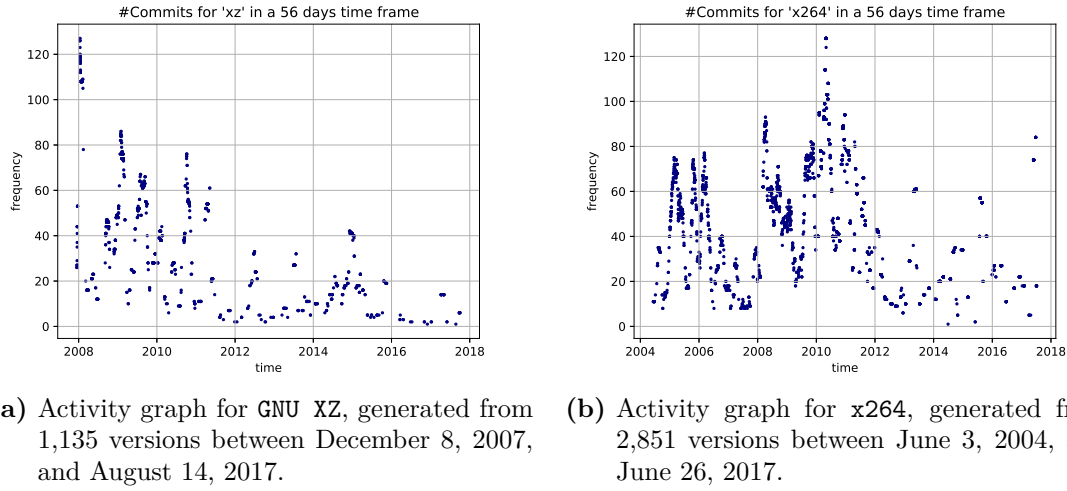 #Commits for 'xz' in a 56 days time frame
120
100
80
60
40
20
0
frequency
2008 2010 2012 2014 2016 2018
time
#Commits for 'x264' in a 56 days time frame
120
100
80
60
40
20
0
frequency
2004 2006 2008 2010 2012 2014 2016 2018
time
a) Activity graph for GNU XZ, generated from
1,135 versions between December 8, 2007,
and August 14, 2017.
(b) Activity graph for x264, generated
2,851 versions between June 3, 2004,
June 26, 2017.